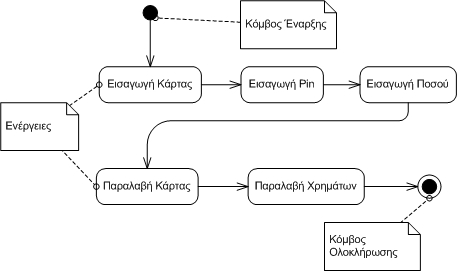 Κόμβος Έναρξης
Εισαγωγή Κάρτας
Εισαγωγή Pin
Εισαγωγή Ποσού
Ενέργειες
Παραλαβή Κάρτας
Παραλαβή Χρημάτων
Κόμβος
Ολοκλήρωσης